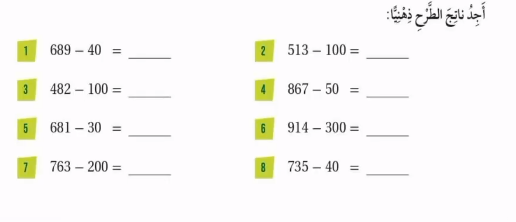 أَجِدُ ناتِجَ الطَّرْحِ ذِهْنِيًّا:
1 689 – 40 = ______ 2 513 – 100 = ______
3 482 – 100 = ______ 4 867 – 50 = ______
5 681 – 30 = ______ 6 914 – 300 = ______
7 763 – 200 = ______ 8 735 – 40 = ______